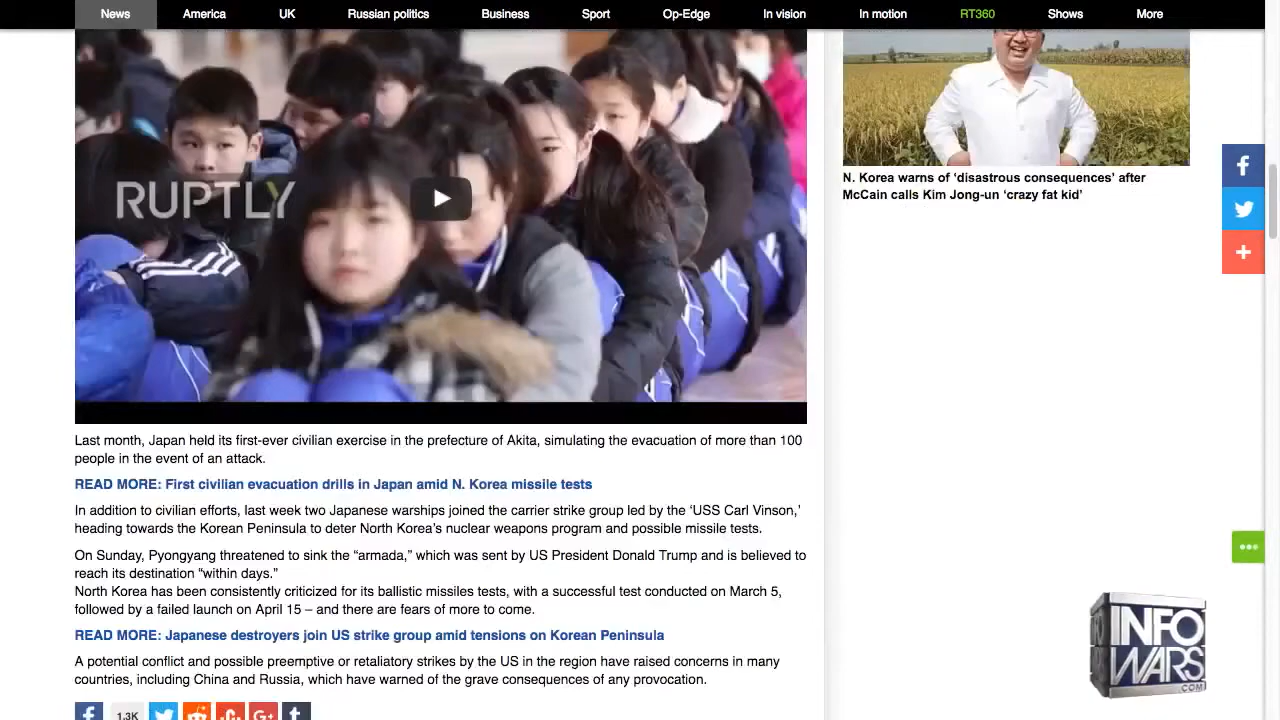 News America UK Russian politics Business Sport Op-Edge In vision In motion RT360 Shows More
RUPTLY
N. Korea warns of ‘disastrous consequences’ after
McCain calls Kim Jong-un ‘crazy fat kid’
Last month, Japan held its first-ever civilian exercise in the prefecture of Akita, simulating the evacuation of more than 100
people in the event of an attack.
READ MORE: First civilian evacuation drills in Japan amid N. Korea missile tests
In addition to civilian efforts, last week two Japanese warships joined the carrier strike group led by the ‘USS Carl Vinson,’
heading towards the Korean Peninsula to deter North Korea’s nuclear weapons program and possible missile tests.
On Sunday, Pyongyang threatened to sink the “armada,” which was sent by US President Donald Trump and is believed to
reach its destination “within days.”
North Korea has been consistently criticized for its ballistic missiles tests, with a successful test conducted on March 5,
followed by a failed launch on April 15 – and there are fears of more to come.
READ MORE: Japanese destroyers join US strike group amid tensions on Korean Peninsula
A potential conflict and possible preemptive or retaliatory strikes by the US in the region have raised concerns in many
countries, including China and Russia, which have warned of the grave consequences of any provocation.
1.3K
INFO
WARS
.COM